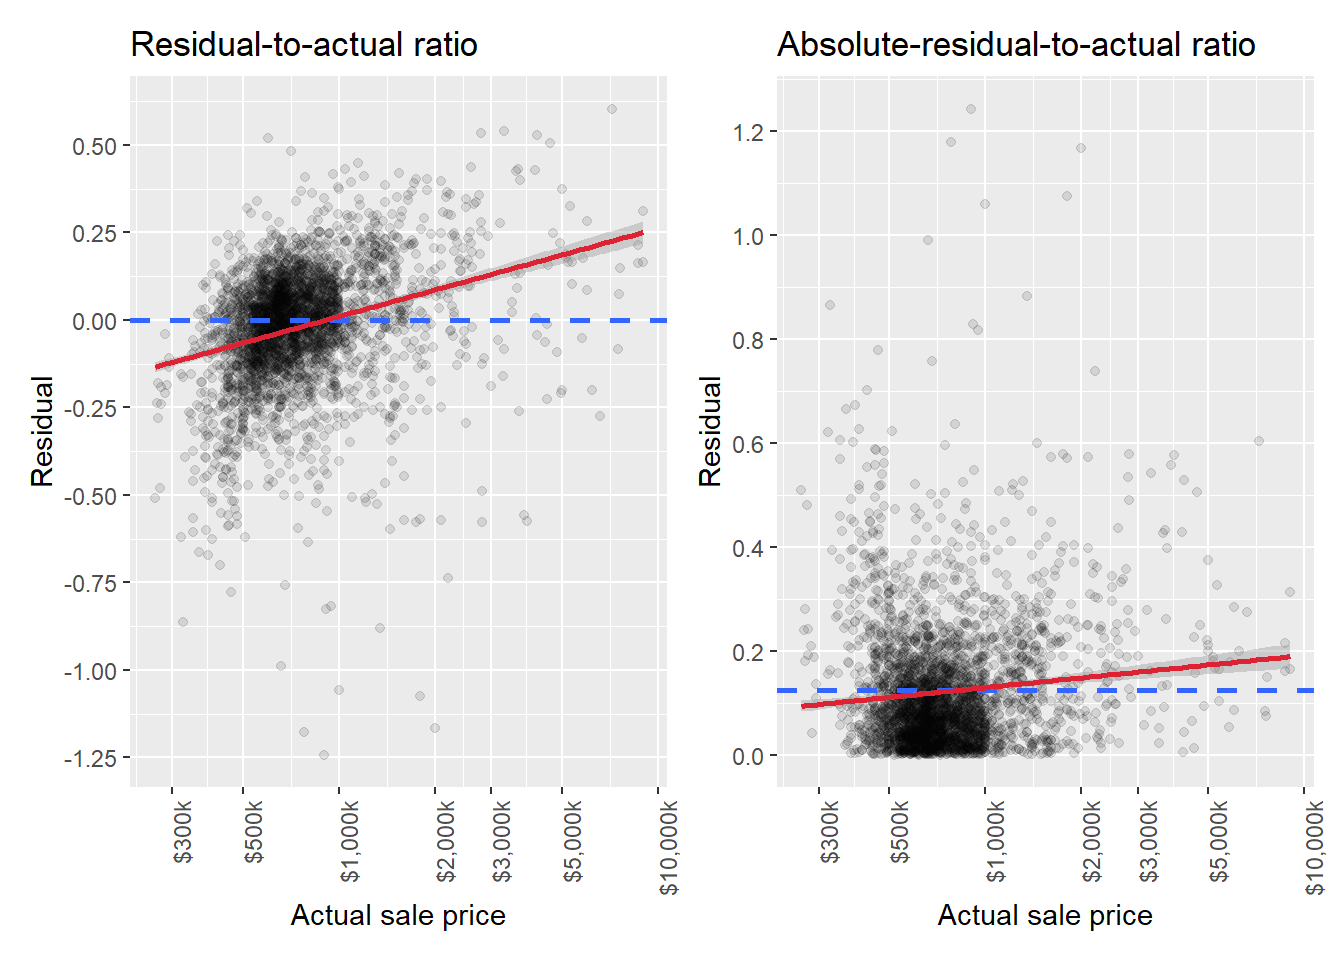 Residual-to-actual ratio
Residual
0.50
0.25
0.00
-0.25
-0.50
-0.75
-1.00
-1.25
$300k
$500k
$1,000k
$2,000k
$3,000k
$5,000k
$10,000k
Actual sale price
Absolute-residual-to-actual ratio
Residual
1.2
1.0
0.8
0.6
0.4
0.2
0.0
$300k
$500k
$1,000k
$2,000k
$3,000k
$5,000k
$10,000k
Actual sale price